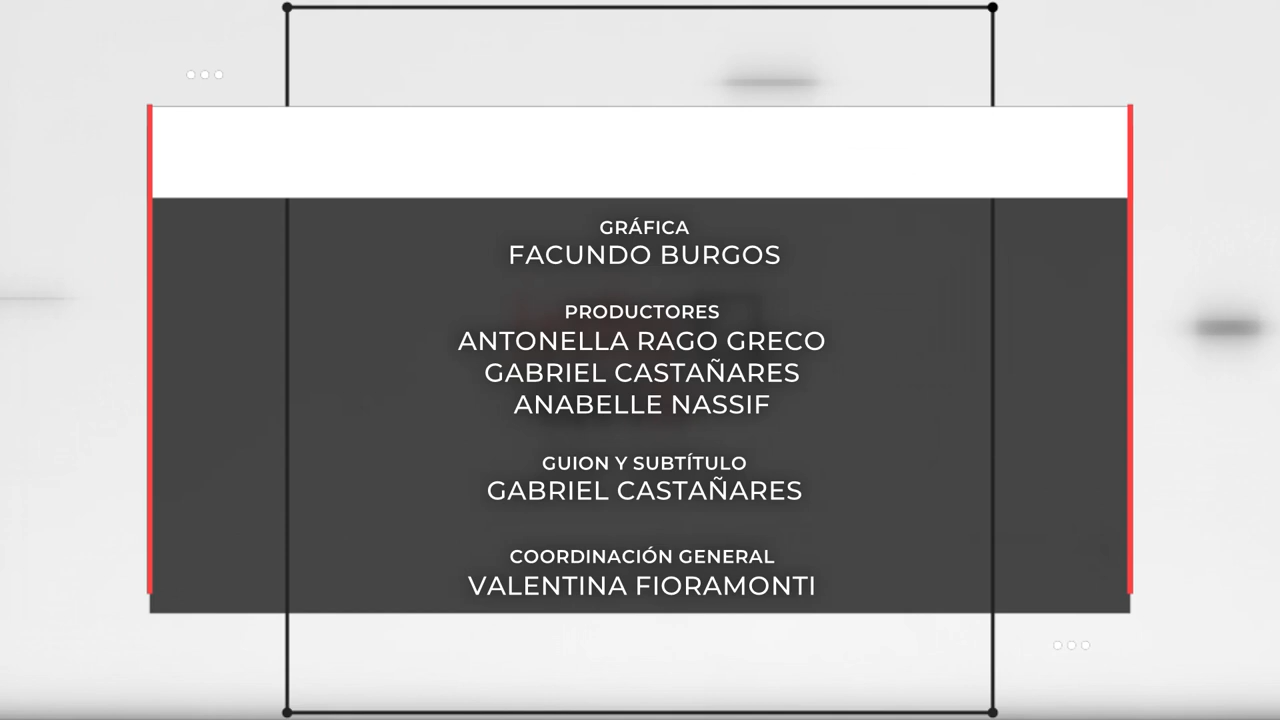 GRÁFICA
FACUNDO BURGOS
PRODUCTORES
ANTONELLA RAGO GRECO
GABRIEL CASTAÑARES
ANABELLE NASSIF
GUION Y SUBTÍTULO
GABRIEL CASTAÑARES
COORDINACIÓN GENERAL
VALENTINA FIORAMONTI